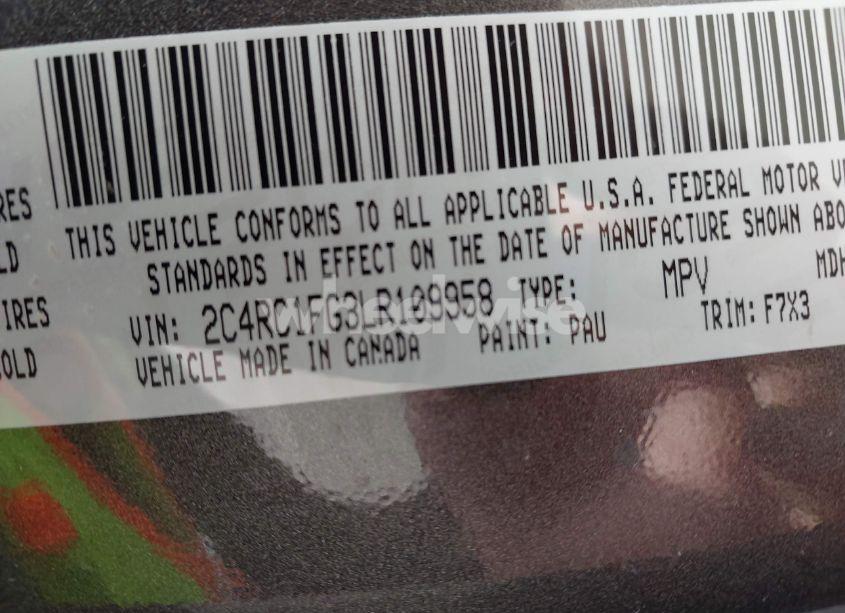 RES
THIS VEHICLE CONFORMS TO ALL APPLICABLE U.S.A. FEDERAL MOTOR
LD
STANDARDS IN EFFECT ON THE DATE OF MANUFACTURE SHOWN ABO
IRES
VIN: 2C4RC1FG3LR109958 TYPE: MPV MDH
OLD
VEHICLE MADE IN CANADA PAINT: PAU TRIM: F7X3
wheelwise